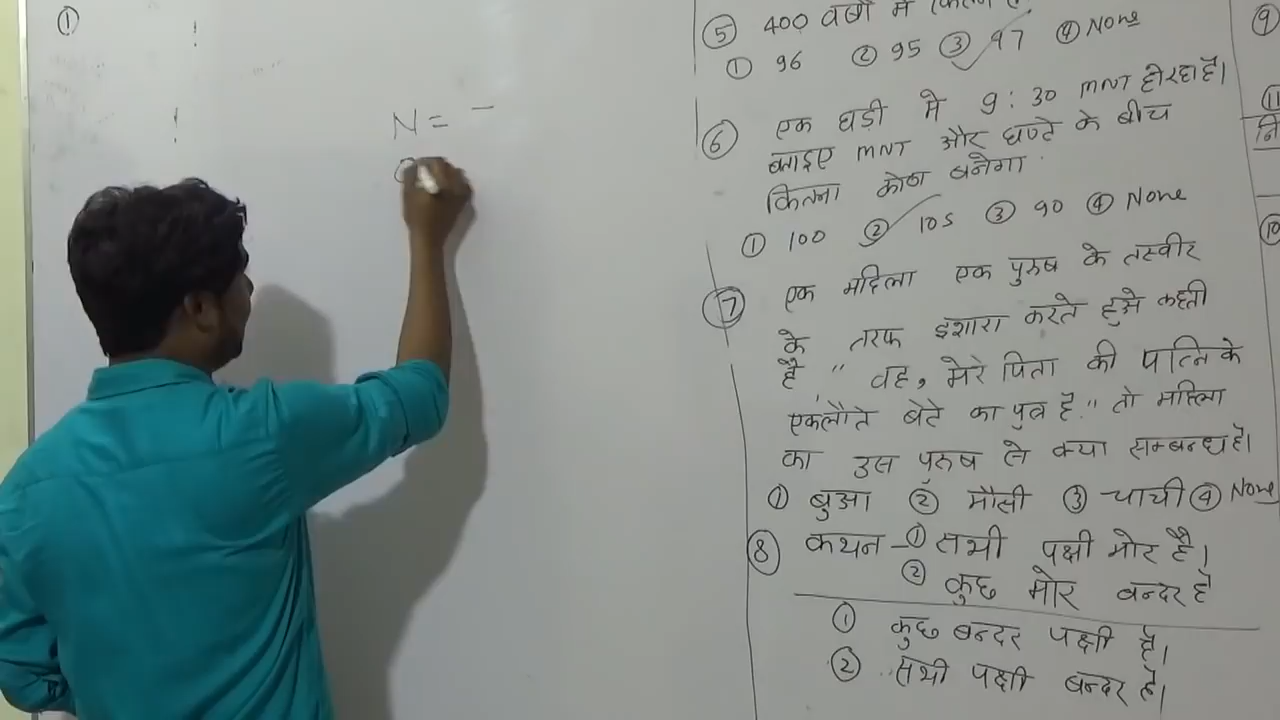 ①
N = -
⑤ 400 वर्षो में कितने
① 96 ② 95 ③ 97 ④ None
⑥ एक घड़ी मे 9 : 30 mNT हो रहा है।
बताइए mNT और घण्टे के बीच
कितना कोण बनेगा
① 100 ② 105 ③ 90 ④ None
⑦ एक महिला एक पुरुष के तस्वीर
के तरफ इशारा करते हुअे कहती
है " वह, मेरे पिता की पत्नि के
एकलौते बेटे का पुत्र है." तो महिला
का उस पुरुष से क्या सम्बन्ध है।
① बुआ ② मौसी ③ चाची ④ None
⑧ कथन - ① सभी पक्षी मोर है।
② कुछ मोर बन्दर है
① कुछ बन्दर पक्षी है।
② सभी पक्षी बन्दर है।
⑨
⑪
नि
⑩